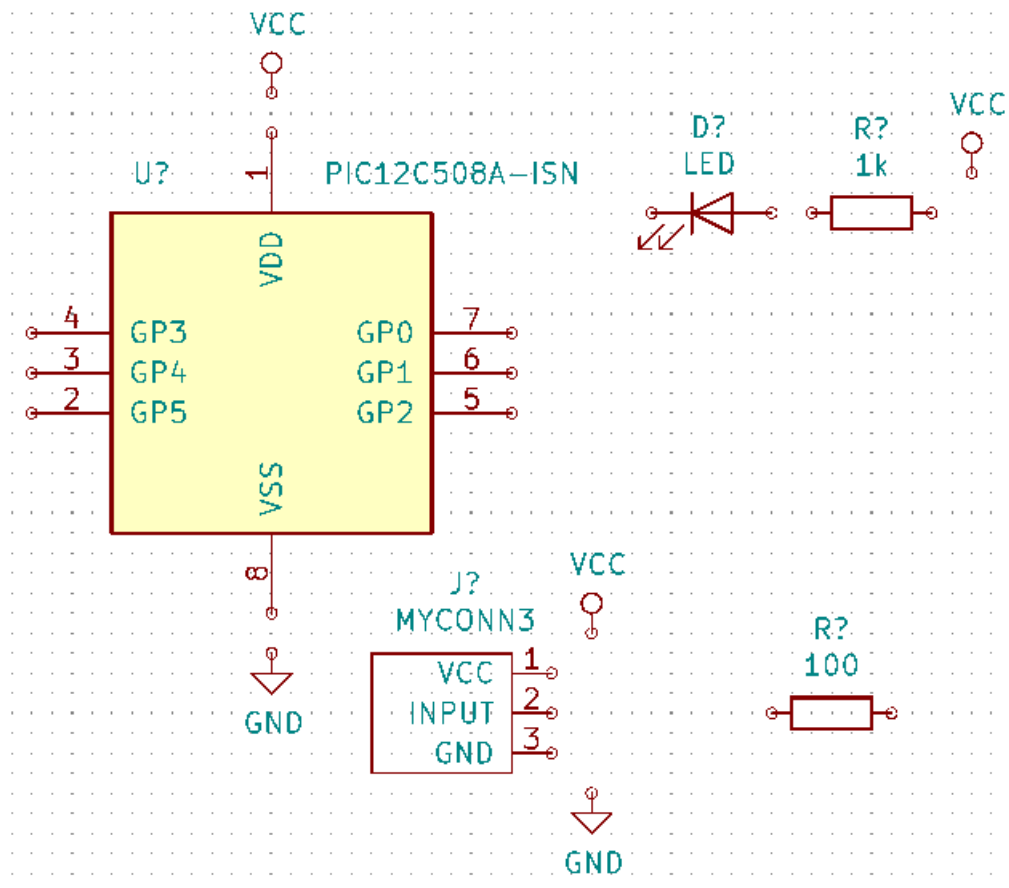 VCC
VCC
D?
R?
U?
1
PIC12C508A-ISN
LED
1k
VDD
4
GP3
GP0
7
3
GP4
GP1
6
2
GP5
GP2
5
VSS
8
VCC
J?
MYCONN3
R?
100
VCC
1
INPUT
2
GND
3
GND
GND